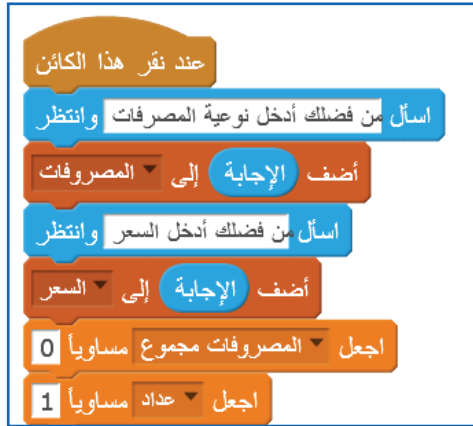 عند نقر هذا الكائن
اسأل من فضلك أدخل نوعية المصرفات وانتظر
أضف الإجابة إلى المصروفات
اسأل من فضلك أدخل السعر وانتظر
أضف الإجابة إلى السعر
اجعل المصروفات مجموع مساوياً 0
اجعل عداد مساوياً 1